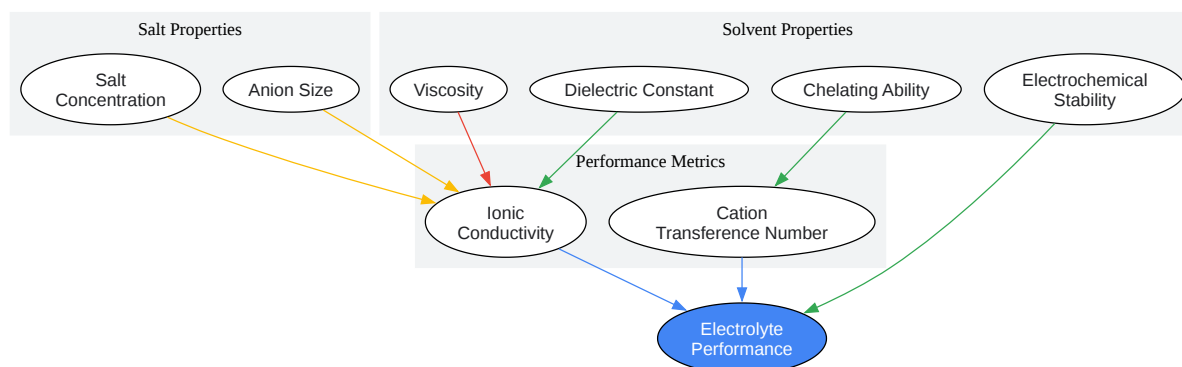 Salt Properties
Solvent Properties
Salt
Concentration
Anion Size
Viscosity
Dielectric Constant
Chelating Ability
Electrochemical
Stability
Performance Metrics
Ionic
Conductivity
Cation
Transference Number
Electrolyte
Performance